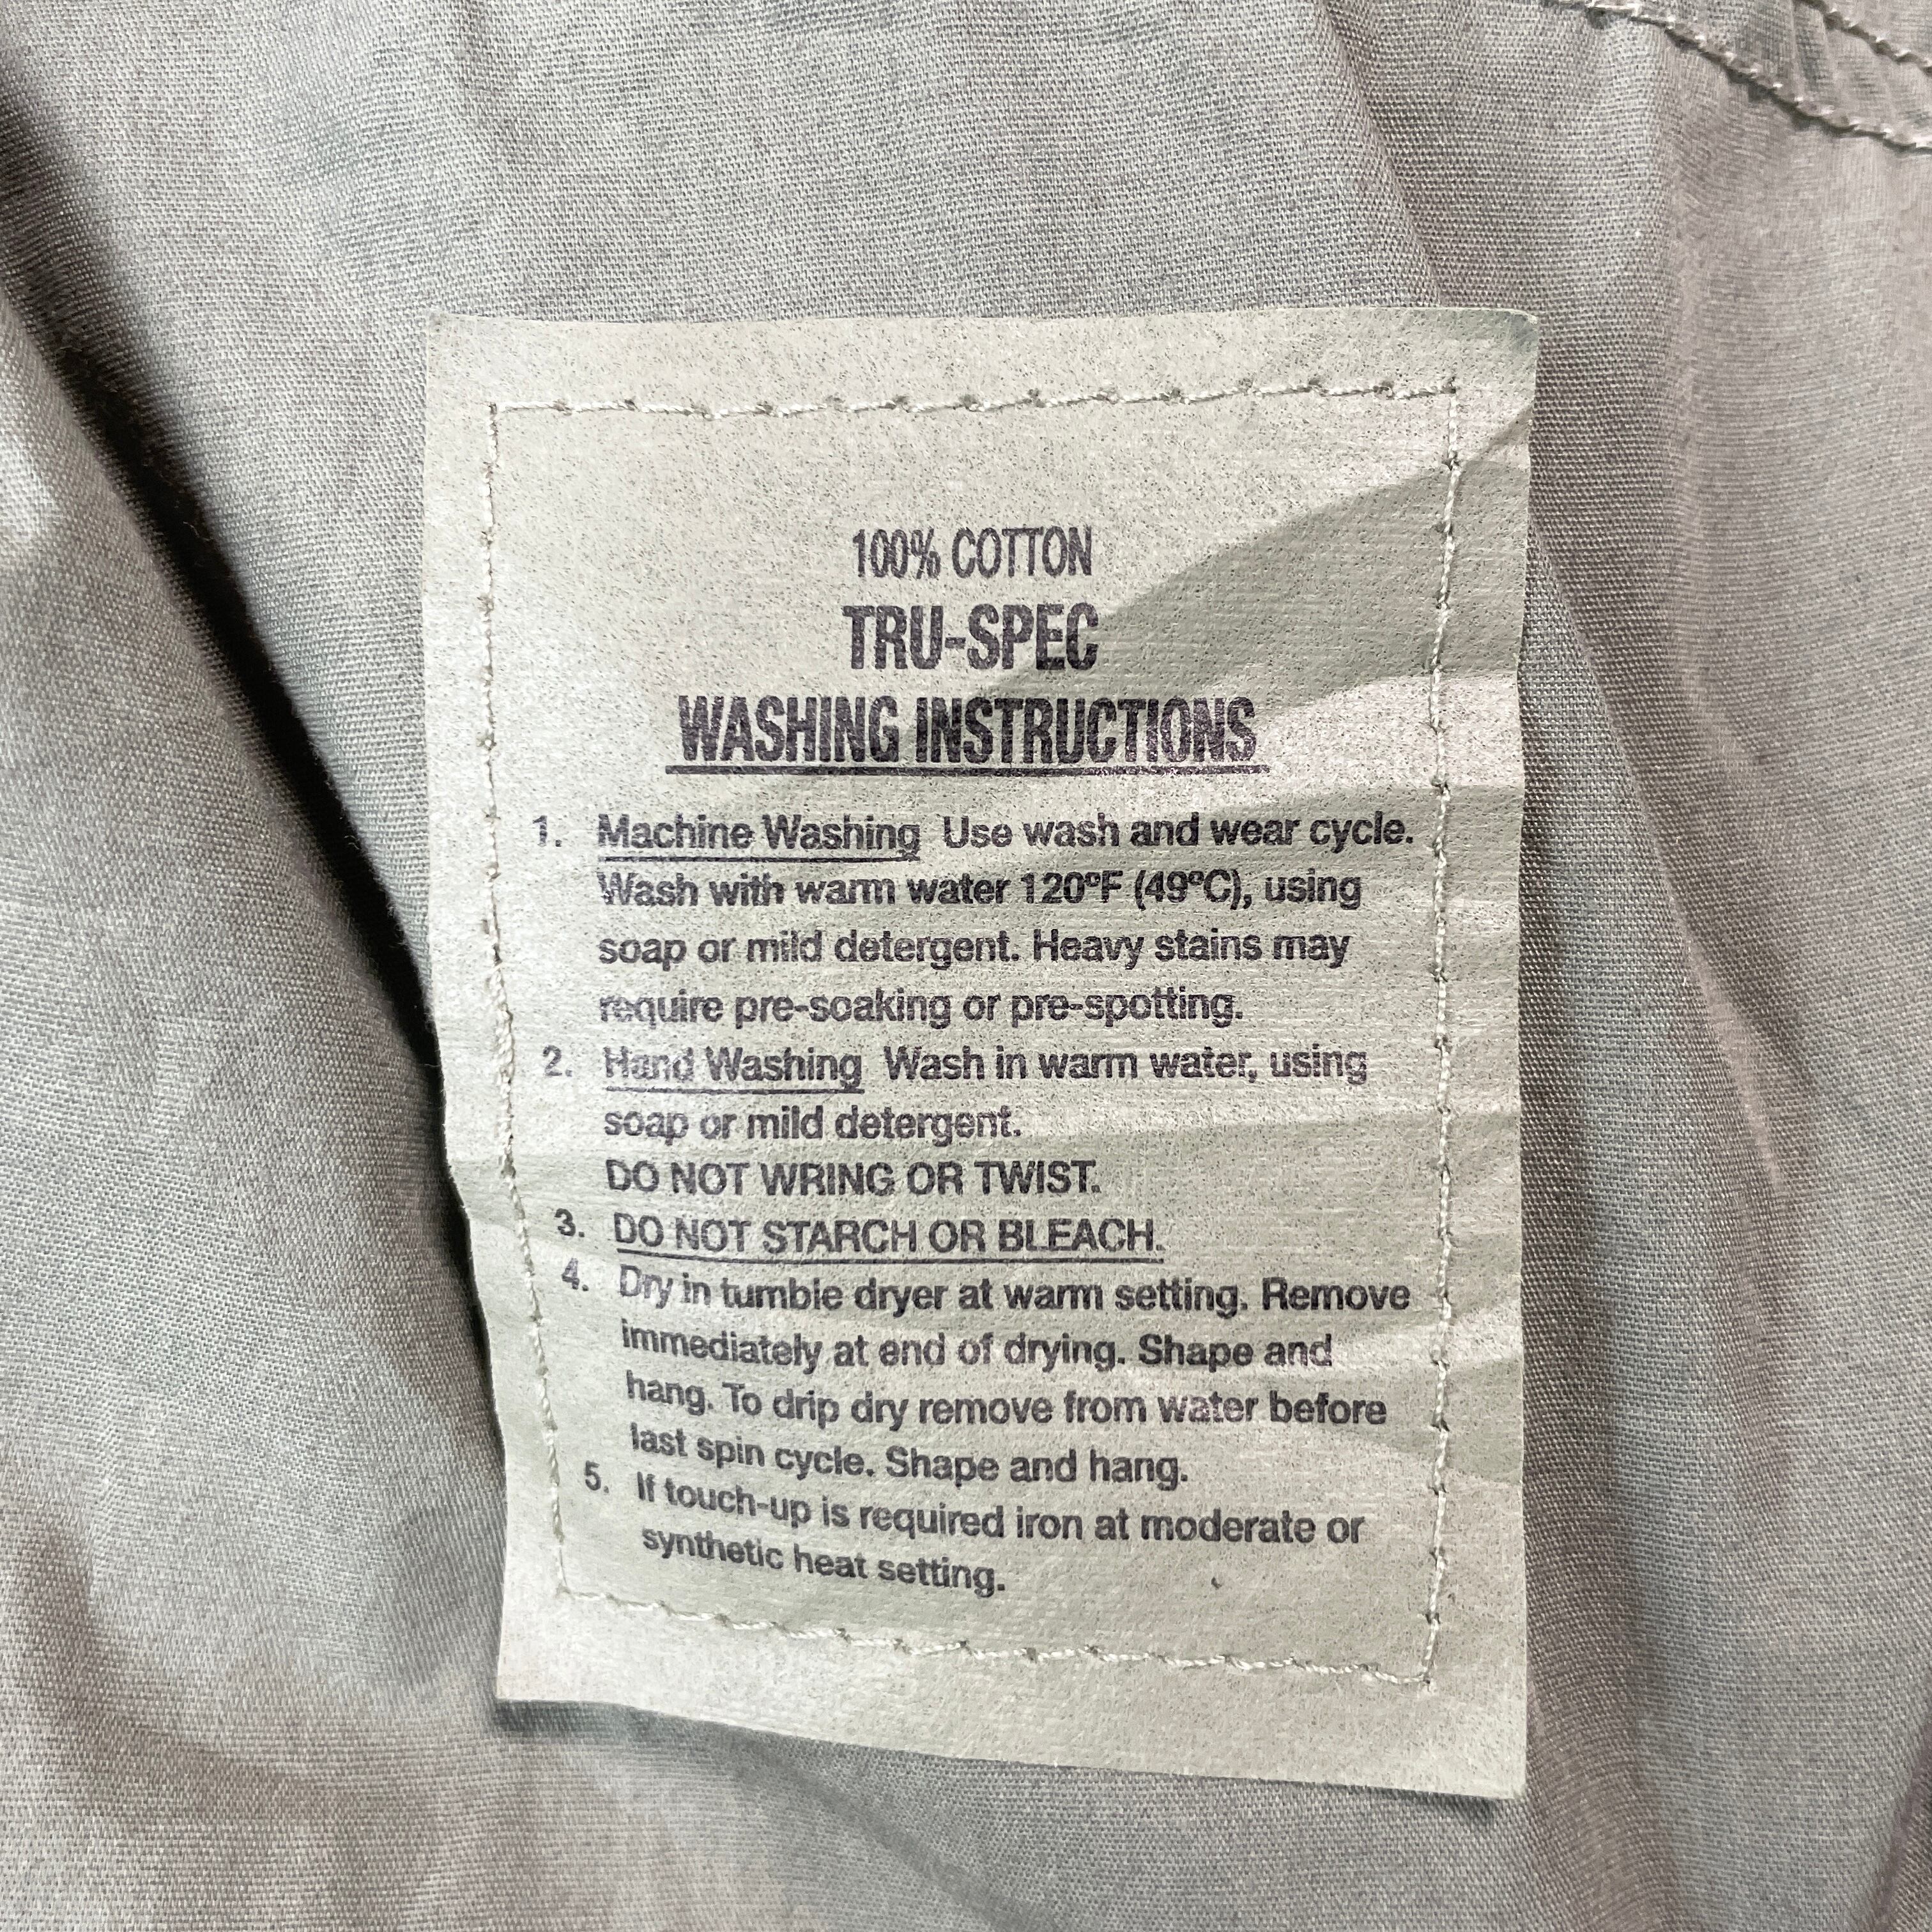 100% COTTON
TRU-SPEC
WASHING INSTRUCTIONS
1. Machine Washing Use wash and wear cycle.
Wash with warm water 120ºF (49ºC), using
soap or mild detergent. Heavy stains may
require pre-soaking or pre-spotting.
2. Hand Washing Wash in warm water, using
soap or mild detergent.
DO NOT WRING OR TWIST.
3. DO NOT STARCH OR BLEACH.
4. Dry in tumble dryer at warm setting. Remove
immediately at end of drying. Shape and
hang. To drip dry remove from water before
last spin cycle. Shape and hang.
5. If touch-up is required iron at moderate or
synthetic heat setting.